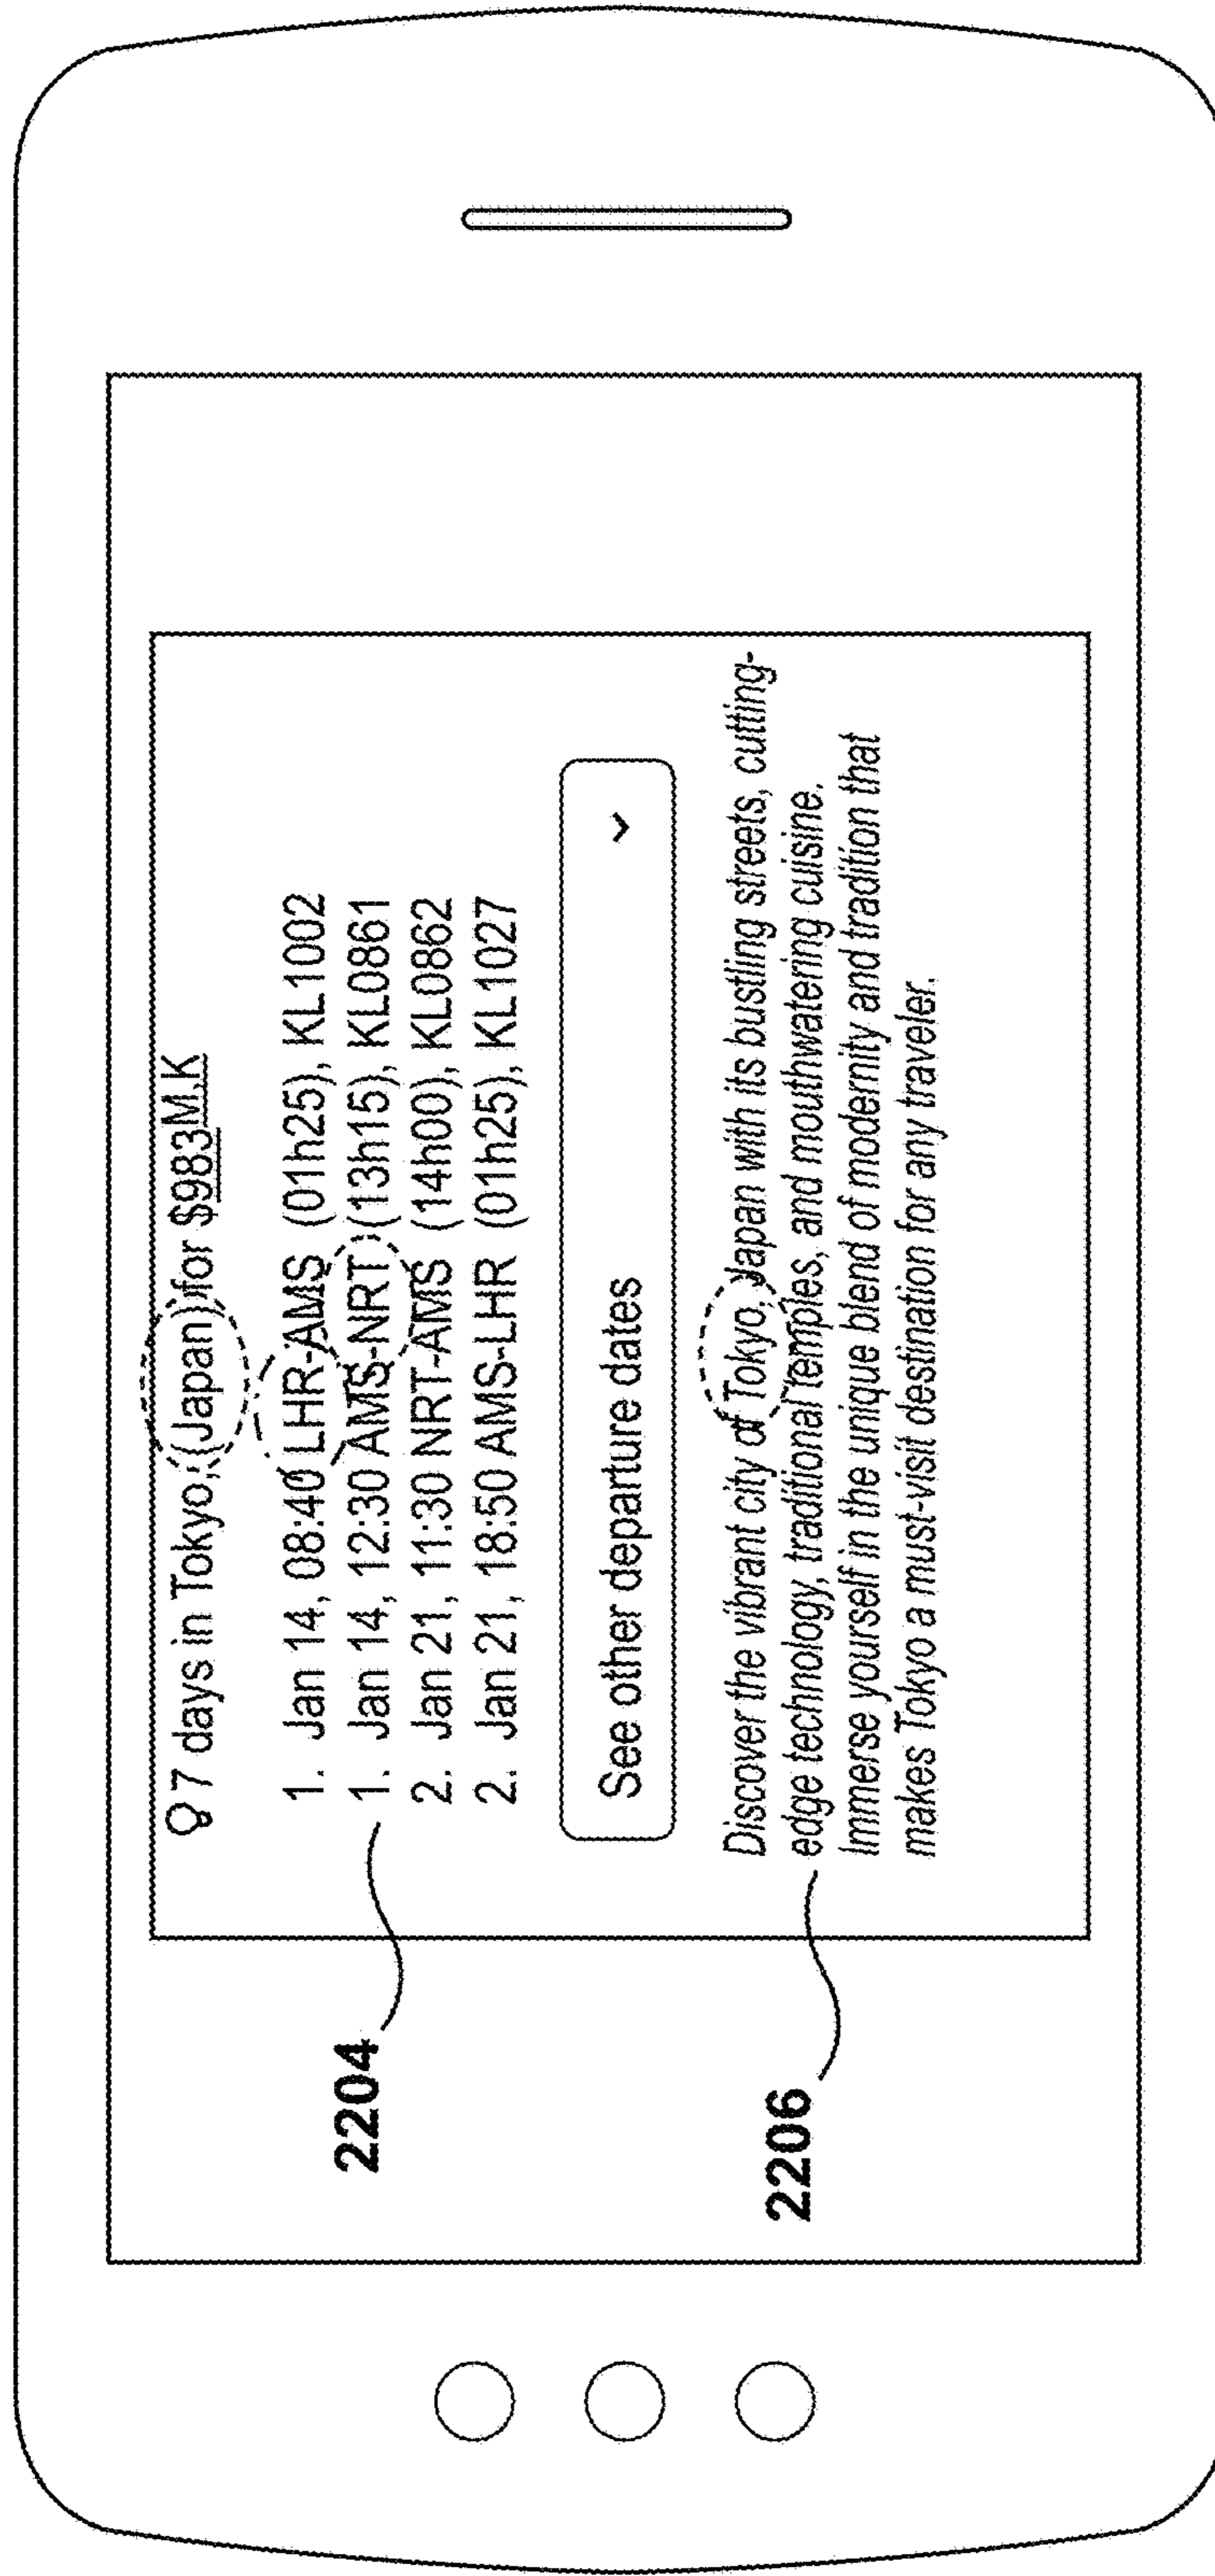 7 days in Tokyo, (Japan) for $983 M,K
1. Jan 14, 08:40 LHR-AMS (01h25), KL1002
1. Jan 14, 12:30 AMS-NRT (13h15), KL0861
2. Jan 21, 11:30 NRT-AMS (14h00), KL0862
2. Jan 21, 18:50 AMS-LHR (01h25), KL1027
See other departure dates
Discover the vibrant city of Tokyo, Japan with its bustling streets, cutting-
edge technology, traditional temples, and mouthwatering cuisine.
Immerse yourself in the unique blend of modernity and tradition that
makes Tokyo a must-visit destination for any traveler.
2204
2206